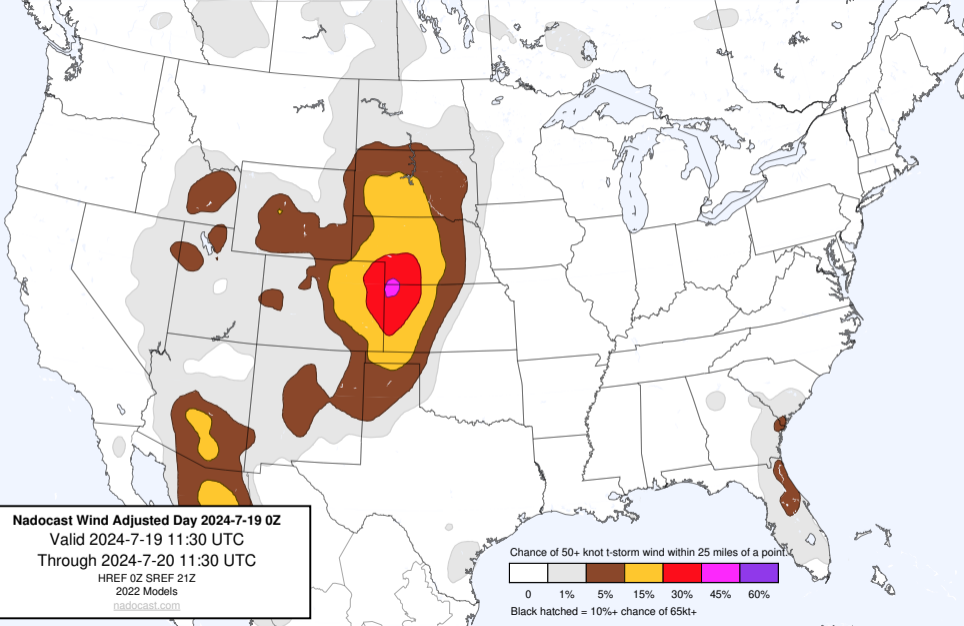 Nadocast Wind Adjusted Day 2024-7-19 0Z
Valid 2024-7-19 11:30 UTC
Through 2024-7-20 11:30 UTC
HREF 0Z SREF 21Z
2022 Models
nadocast.com
Chance of 50+ knot t-storm wind within 25 miles of a point.
0 1% 5% 15% 30% 45% 60%
Black hatched = 10%+ chance of 65kt+